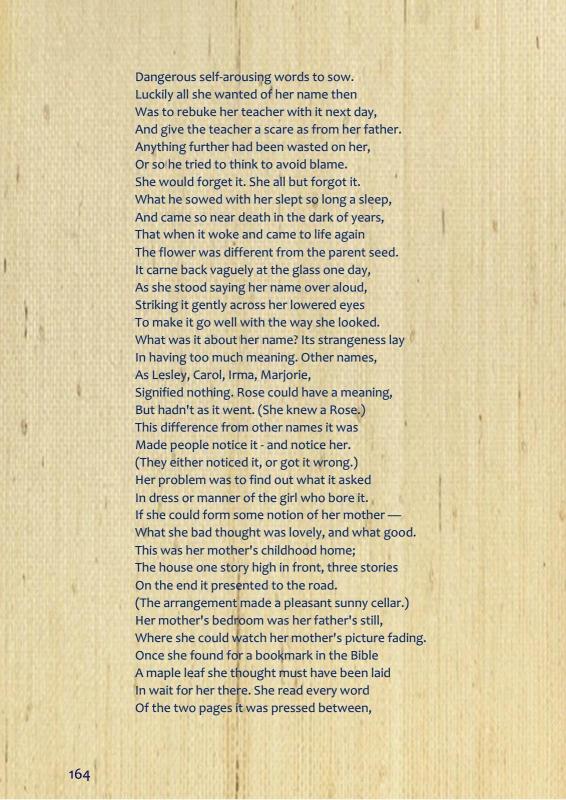 Dangerous self-arousing words to sow.
Luckily all she wanted of her name then
Was to rebuke her teacher with it next day,
And give the teacher a scare as from her father.
Anything further had been wasted on her,
Or so he tried to think to avoid blame.
She would forget it. She all but forgot it.
What he sowed with her slept so long a sleep,
And came so near death in the dark of years,
That when it woke and came to life again
The flower was different from the parent seed.
It carne back vaguely at the glass one day,
As she stood saying her name over aloud,
Striking it gently across her lowered eyes
To make it go well with the way she looked.
What was it about her name? Its strangeness lay
In having too much meaning. Other names,
As Lesley, Carol, Irma, Marjorie,
Signified nothing. Rose could have a meaning,
But hadn't as it went. (She knew a Rose.)
This difference from other names it was
Made people notice it - and notice her.
(They either noticed it, or got it wrong.)
Her problem was to find out what it asked
In dress or manner of the girl who bore it.
If she could form some notion of her mother —
What she bad thought was lovely, and what good.
This was her mother's childhood home;
The house one story high in front, three stories
On the end it presented to the road.
(The arrangement made a pleasant sunny cellar.)
Her mother's bedroom was her father's still,
Where she could watch her mother's picture fading.
Once she found for a bookmark in the Bible
A maple leaf she thought must have been laid
In wait for her there. She read every word
Of the two pages it was pressed between,
164